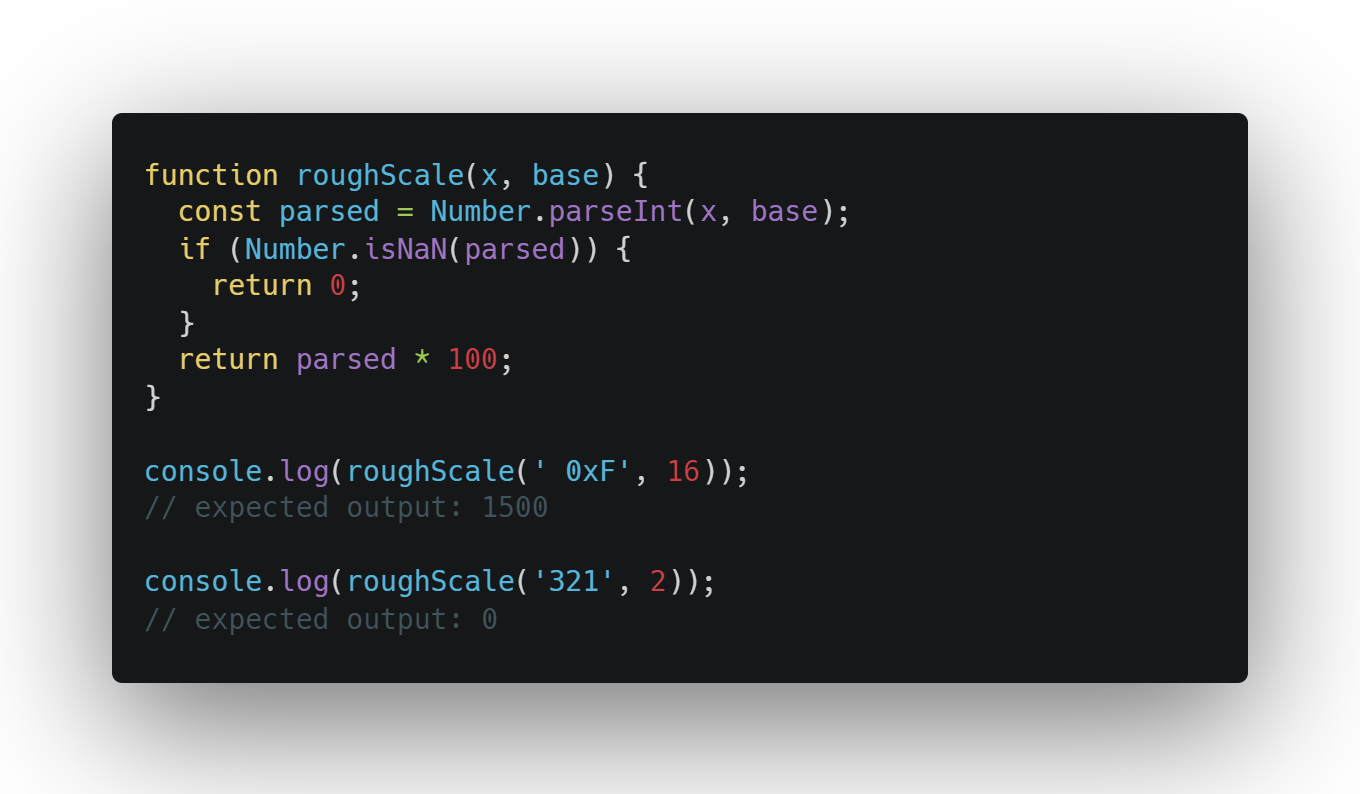 function roughScale(x, base) {
  const parsed = Number.parseInt(x, base);
  if (Number.isNaN(parsed)) {
    return 0;
  }
  return parsed * 100;
}

console.log(roughScale(' 0xF', 16));
// expected output: 1500

console.log(roughScale('321', 2));
// expected output: 0